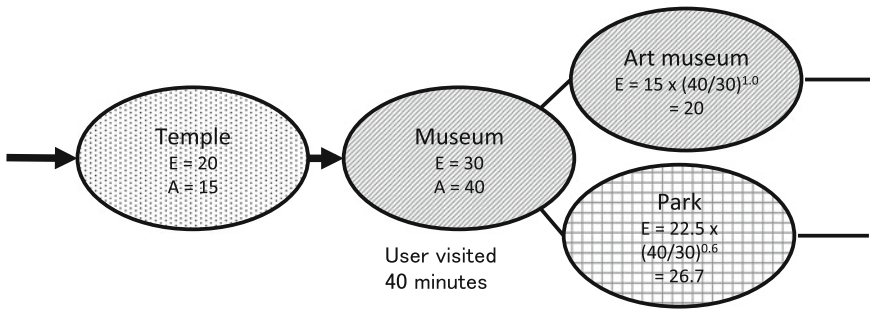 Temple
E = 20
A = 15
Museum
E = 30
A = 40
User visited
40 minutes
Art museum
E = 15 x (40/30)^1.0
= 20
Park
E = 22.5 x
(40/30)^0.6
= 26.7